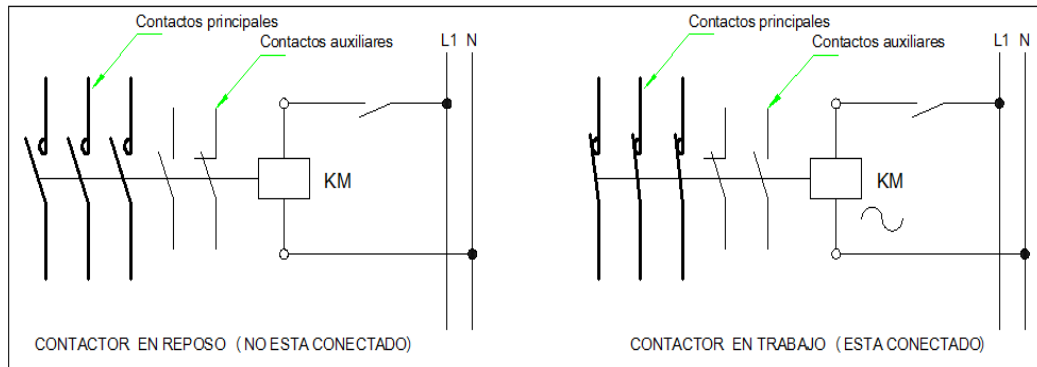 Contactos principales
Contactos auxiliares
L1 N
KM
CONTACTOR EN REPOSO ( NO ESTA CONECTADO)
Contactos principales
Contactos auxiliares
L1 N
KM
CONTACTOR EN TRABAJO ( ESTA CONECTADO)